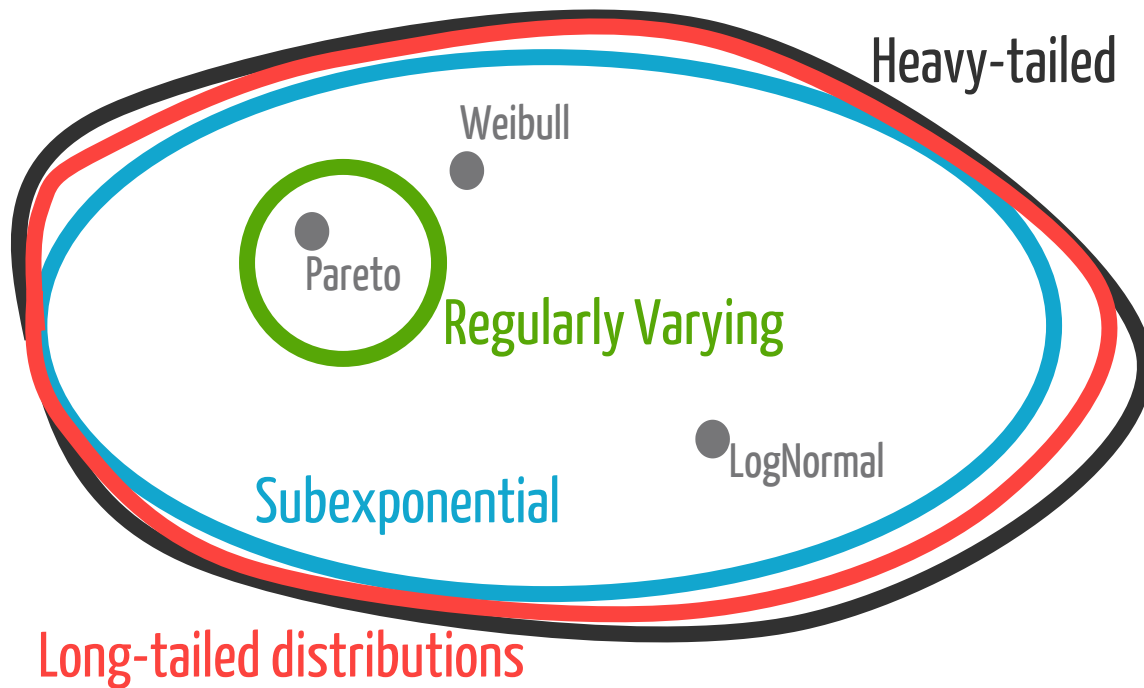 Heavy-tailed
Weibull
Pareto
Regularly Varying
LogNormal
Subexponential
Long-tailed distributions